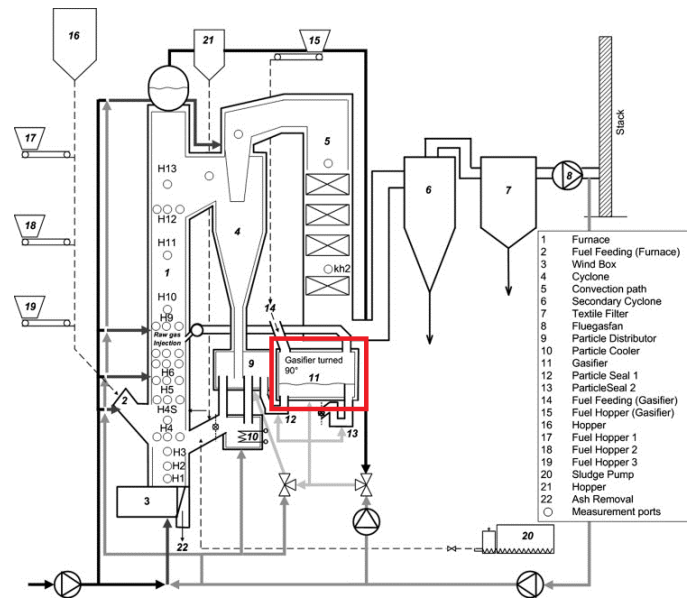 16
21
15
17
H13
5
Stack
8
6
7
H12
18
4
H11
1
kh2
H10
19
H9
14
Raw gas
Injection
Gasifier turned
90°
9
11
H6
H5
2
H4S
12
H4
10
13
H3
H2
H1
3
22
20
1 Furnace
2 Fuel Feeding (Furnace)
3 Wind Box
4 Cyclone
5 Convection path
6 Secondary Cyclone
7 Textile Filter
8 Fluegasfan
9 Particle Distributor
10 Particle Cooler
11 Gasifier
12 Particle Seal 1
13 ParticleSeal 2
14 Fuel Feeding (Gasifier)
15 Fuel Hopper (Gasifier)
16 Hopper
17 Fuel Hopper 1
18 Fuel Hopper 2
19 Fuel Hopper 3
20 Sludge Pump
21 Hopper
22 Ash Removal
Measurement ports